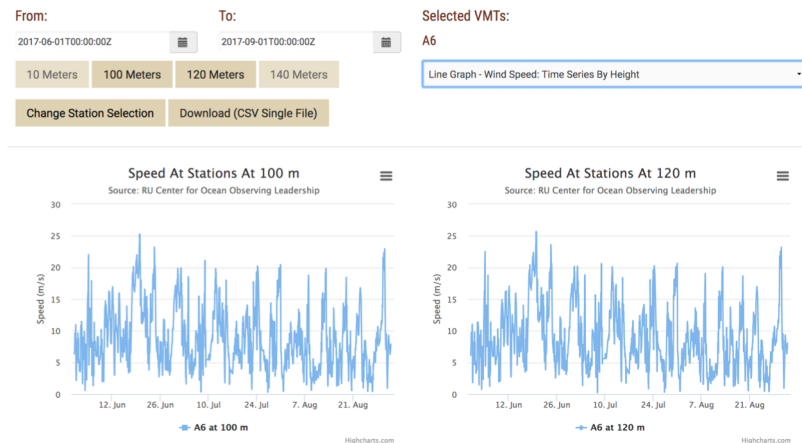 From: To: Selected VMTs:
2017-06-01T00:00:00Z 2017-09-01T00:00:00Z A6
10 Meters 100 Meters 120 Meters 140 Meters Line Graph - Wind Speed: Time Series By Height
Change Station Selection Download (CSV Single File)
Speed At Stations At 100 m
Source: RU Center for Ocean Observing Leadership
Speed (m/s)
30
25
20
15
10
5
0
12. Jun 26. Jun 10. Jul 24. Jul 7. Aug 21. Aug
A6 at 100 m
Highcharts.com
Speed At Stations At 120 m
Source: RU Center for Ocean Observing Leadership
Speed (m/s)
30
25
20
15
10
5
0
12. Jun 26. Jun 10. Jul 24. Jul 7. Aug 21. Aug
A6 at 120 m
Highcharts.com